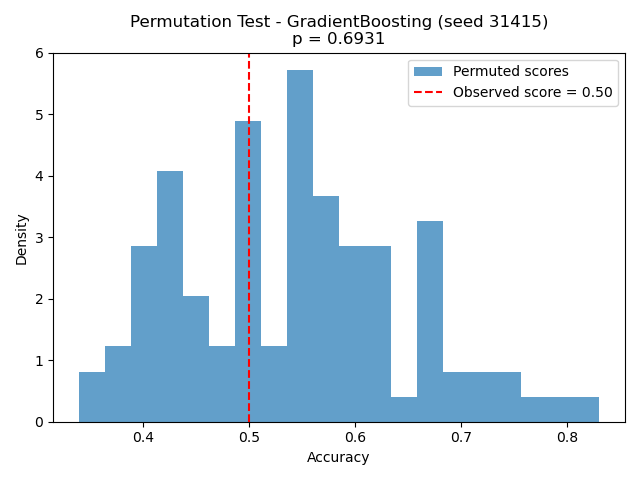 Permutation Test - GradientBoosting (seed 31415)
p = 0.6931
Permuted scores
Observed score = 0.50
Density
6
5
4
3
2
1
0
0.4
0.5
0.6
0.7
0.8
Accuracy